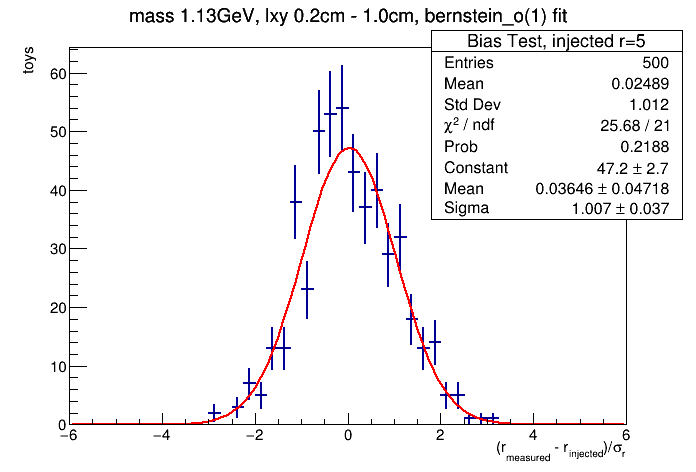 mass 1.13GeV, lxy 0.2cm - 1.0cm, bernstein_o(1) fit
toys
Bias Test, injected r=5
Entries 500
Mean 0.02489
Std Dev 1.012
χ² / ndf 25.68 / 21
Prob 0.2188
Constant 47.2 ± 2.7
Mean 0.03646 ± 0.04718
Sigma 1.007 ± 0.037
60
50
40
30
20
10
0
−6 −4 −2 0 2 4 6
(r_measured - r_injected)/σ_r